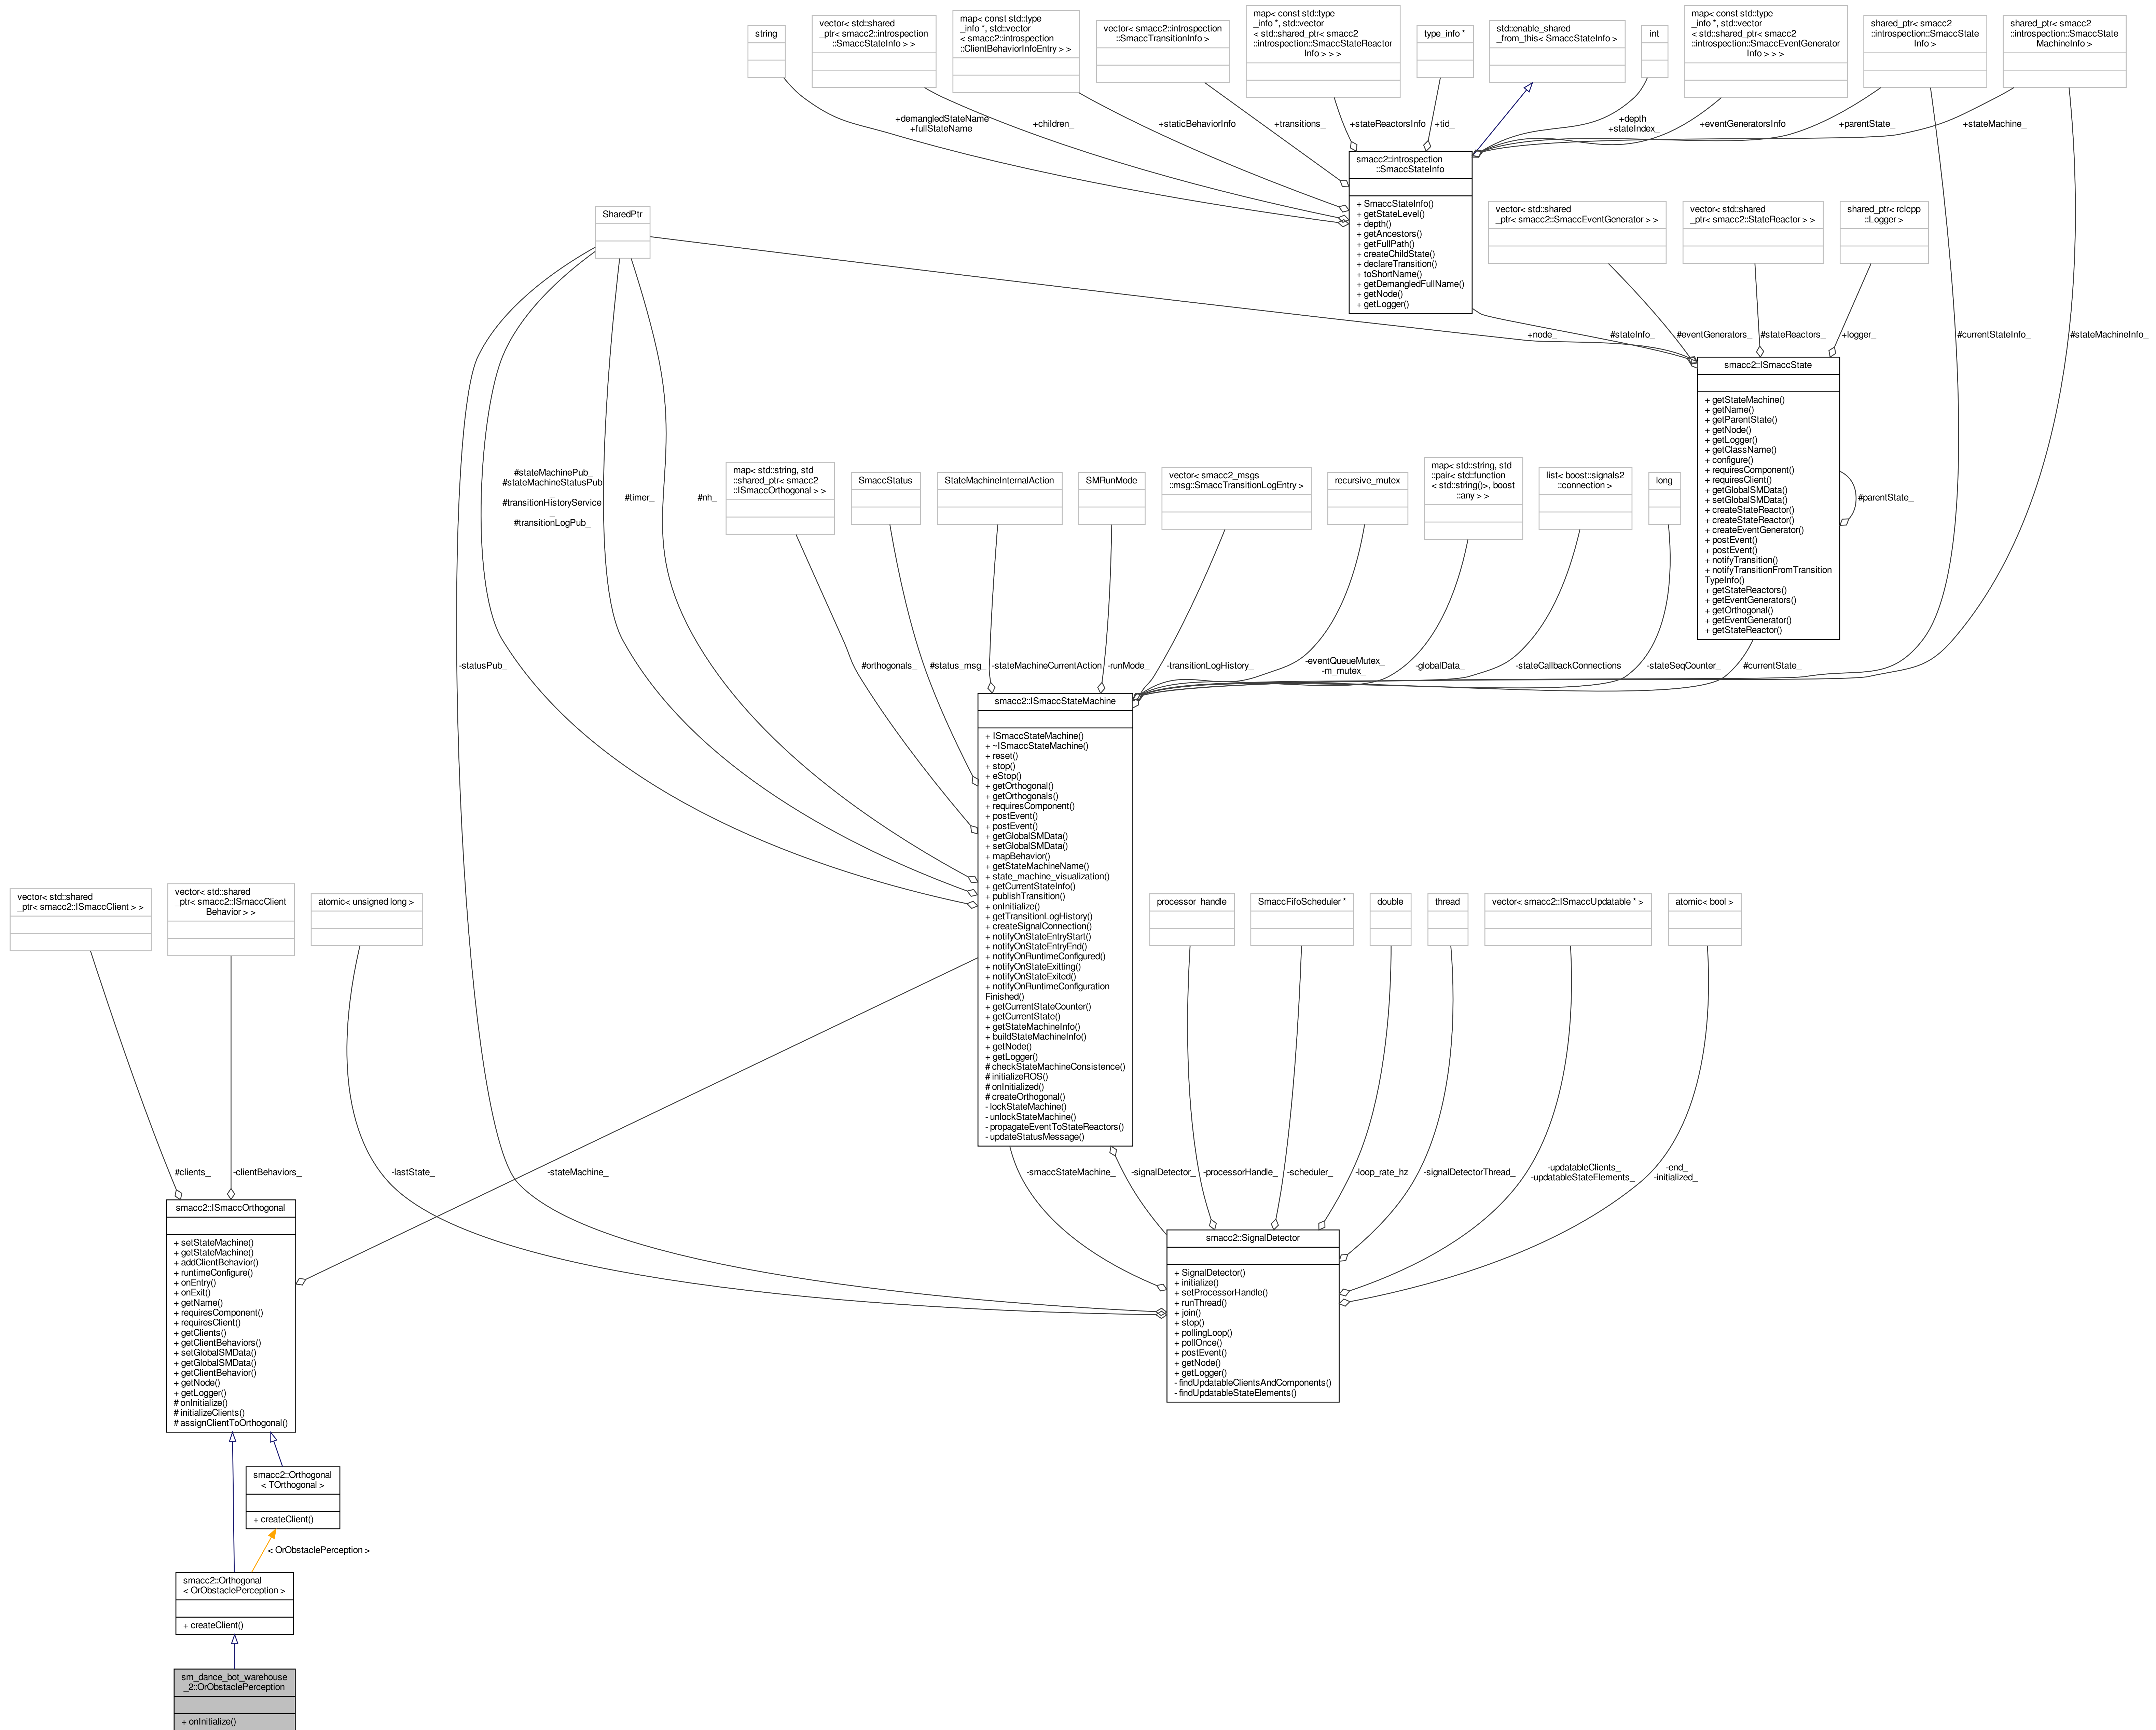 string
vector< std::shared
_ptr< smacc2::introspection
::SmaccStateInfo > >
map< const std::type
_info *, std::vector
< smacc2::introspection
::ClientBehaviorInfoEntry > >
vector< smacc2::introspection
::SmaccTransitionInfo >
map< const std::type
_info *, std::vector
< std::shared_ptr< smacc2
::introspection::SmaccStateReactor
Info > > >
type_info *
std::enable_shared
_from_this< SmaccStateInfo >
int
map< const std::type
_info *, std::vector
< std::shared_ptr< smacc2
::introspection::SmaccEventGenerator
Info > > >
shared_ptr< smacc2
::introspection::SmaccState
Info >
shared_ptr< smacc2
::introspection::SmaccState
MachineInfo >
+demangledStateName
+fullStateName
+children_
+staticBehaviorInfo
+transitions_
+stateReactorsInfo
+tid_
+depth_
+stateIndex_
+eventGeneratorsInfo
+parentState_
+stateMachine_
smacc2::introspection
::SmaccStateInfo
+ SmaccStateInfo()
+ getStateLevel()
+ depth()
+ getAncestors()
+ getFullPath()
+ createChildState()
+ declareTransition()
+ toShortName()
+ getDemangledFullName()
+ getNode()
+ getLogger()
SharedPtr
vector< std::shared
_ptr< smacc2::SmaccEventGenerator > >
vector< std::shared
_ptr< smacc2::StateReactor > >
shared_ptr< rclcpp
::Logger >
+node_
#stateInfo_
#eventGenerators_
#stateReactors_
+logger_
#currentStateInfo_
#stateMachineInfo_
smacc2::ISmaccState
+ getStateMachine()
+ getName()
+ getParentState()
+ getNode()
+ getLogger()
+ getClassName()
+ configure()
+ requiresComponent()
+ requiresClient()
+ getGlobalSMData()
+ setGlobalSMData()
+ createStateReactor()
+ createStateReactor()
+ createEventGenerator()
+ postEvent()
+ postEvent()
+ notifyTransition()
+ notifyTransitionFromTransition
TypeInfo()
+ getStateReactors()
+ getEventGenerators()
+ getOrthogonal()
+ getEventGenerator()
+ getStateReactor()
#parentState_
#stateMachinePub_
#stateMachineStatusPub
_
#transitionHistoryService
_
#transitionLogPub_
#timer_
#nh_
map< std::string, std
::shared_ptr< smacc2
::ISmaccOrthogonal > >
SmaccStatus
StateMachineInternalAction
SMRunMode
vector< smacc2_msgs
::msg::SmaccTransitionLogEntry >
recursive_mutex
map< std::string, std
::pair< std::function
< std::string()>, boost
::any > >
list< boost::signals2
::connection >
long
-statusPub_
#orthogonals_
#status_msg_
-stateMachineCurrentAction
-runMode_
-transitionLogHistory_
-eventQueueMutex_
-m_mutex_
-globalData_
-stateCallbackConnections
-stateSeqCounter_
#currentState_
smacc2::ISmaccStateMachine
+ ISmaccStateMachine()
+ ~ISmaccStateMachine()
+ reset()
+ stop()
+ eStop()
+ getOrthogonal()
+ getOrthogonals()
+ requiresComponent()
+ postEvent()
+ postEvent()
+ getGlobalSMData()
+ setGlobalSMData()
+ mapBehavior()
+ getStateMachineName()
+ state_machine_visualization()
+ getCurrentStateInfo()
+ publishTransition()
+ onInitialize()
+ getTransitionLogHistory()
+ createSignalConnection()
+ notifyOnStateEntryStart()
+ notifyOnStateEntryEnd()
+ notifyOnRuntimeConfigured()
+ notifyOnStateExitting()
+ notifyOnStateExited()
+ notifyOnRuntimeConfiguration
Finished()
+ getCurrentStateCounter()
+ getCurrentState()
+ getStateMachineInfo()
+ buildStateMachineInfo()
+ getNode()
+ getLogger()
# checkStateMachineConsistence()
# initializeROS()
# onInitialized()
# createOrthogonal()
- lockStateMachine()
- unlockStateMachine()
- propagateEventToStateReactors()
- updateStatusMessage()
vector< std::shared
_ptr< smacc2::ISmaccClient > >
vector< std::shared
_ptr< smacc2::ISmaccClient
Behavior > >
atomic< unsigned long >
processor_handle
SmaccFifoScheduler *
double
thread
vector< smacc2::ISmaccUpdatable * >
atomic< bool >
#clients_
-clientBehaviors_
-lastState_
-stateMachine_
-smaccStateMachine_
-signalDetector_
-processorHandle_
-scheduler_
-loop_rate_hz
-signalDetectorThread_
-updatableClients_
-updatableStateElements_
-end_
-initialized_
smacc2::ISmaccOrthogonal
+ setStateMachine()
+ getStateMachine()
+ addClientBehavior()
+ runtimeConfigure()
+ onEntry()
+ onExit()
+ getName()
+ requiresComponent()
+ requiresClient()
+ getClients()
+ getClientBehaviors()
+ setGlobalSMData()
+ getGlobalSMData()
+ getClientBehavior()
+ getNode()
+ getLogger()
# onInitialize()
# initializeClients()
# assignClientToOrthogonal()
smacc2::SignalDetector
+ SignalDetector()
+ initialize()
+ setProcessorHandle()
+ runThread()
+ join()
+ stop()
+ pollingLoop()
+ pollOnce()
+ postEvent()
+ getNode()
+ getLogger()
- findUpdatableClientsAndComponents()
- findUpdatableStateElements()
smacc2::Orthogonal
< TOrthogonal >
+ createClient()
< OrObstaclePerception >
smacc2::Orthogonal
< OrObstaclePerception >
+ createClient()
sm_dance_bot_warehouse
_2::OrObstaclePerception
+ onInitialize()